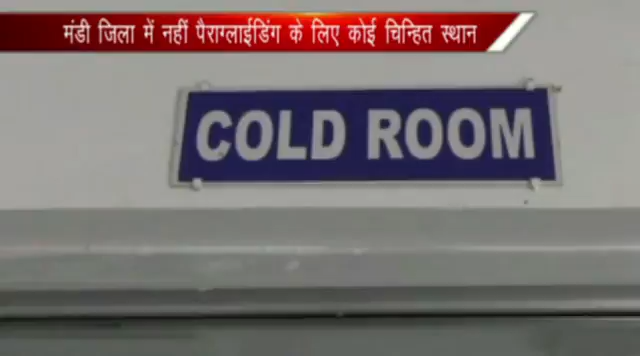 मंडी जिला में नहीं पैराग्लाईडिंग के लिए कोई चिन्हित स्थान
COLD ROOM